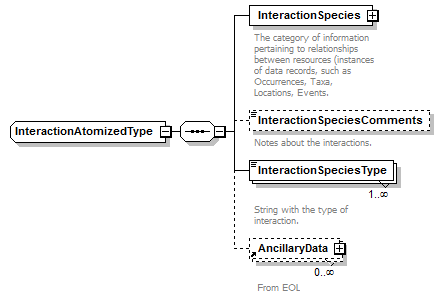 InteractionSpecies
The category of information
pertaining to relationships
between resources (instances
of data records, such as
Occurrences, Taxa,
Locations, Events.
InteractionAtomizedType
InteractionSpeciesComments
Notes about the interactions.
InteractionSpeciesType
1..∞
String with the type of
interaction.
AncillaryData
0..∞
From EOL